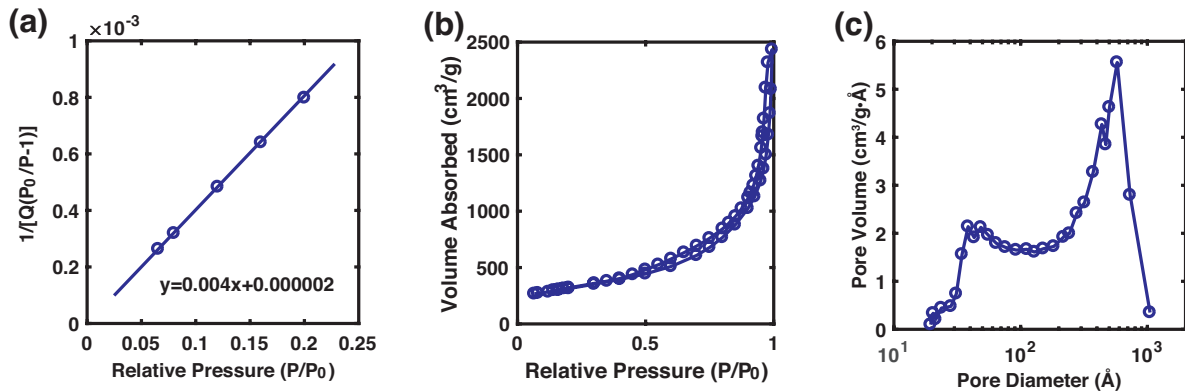 (a)
×10⁻³
1
0.8
0.6
0.4
0.2
0
1/[Q(P₀/P-1)]
y=0.004x+0.000002
0 0.05 0.1 0.15 0.2 0.25
Relative Pressure (P/P₀)
(b)
2500
2000
1500
1000
500
0
Volume Absorbed (cm³/g)
0 0.5 1
Relative Pressure (P/P₀)
(c)
6
5
4
3
2
1
0
Pore Volume (cm³/g·Å)
10¹ 10² 10³
Pore Diameter (Å)